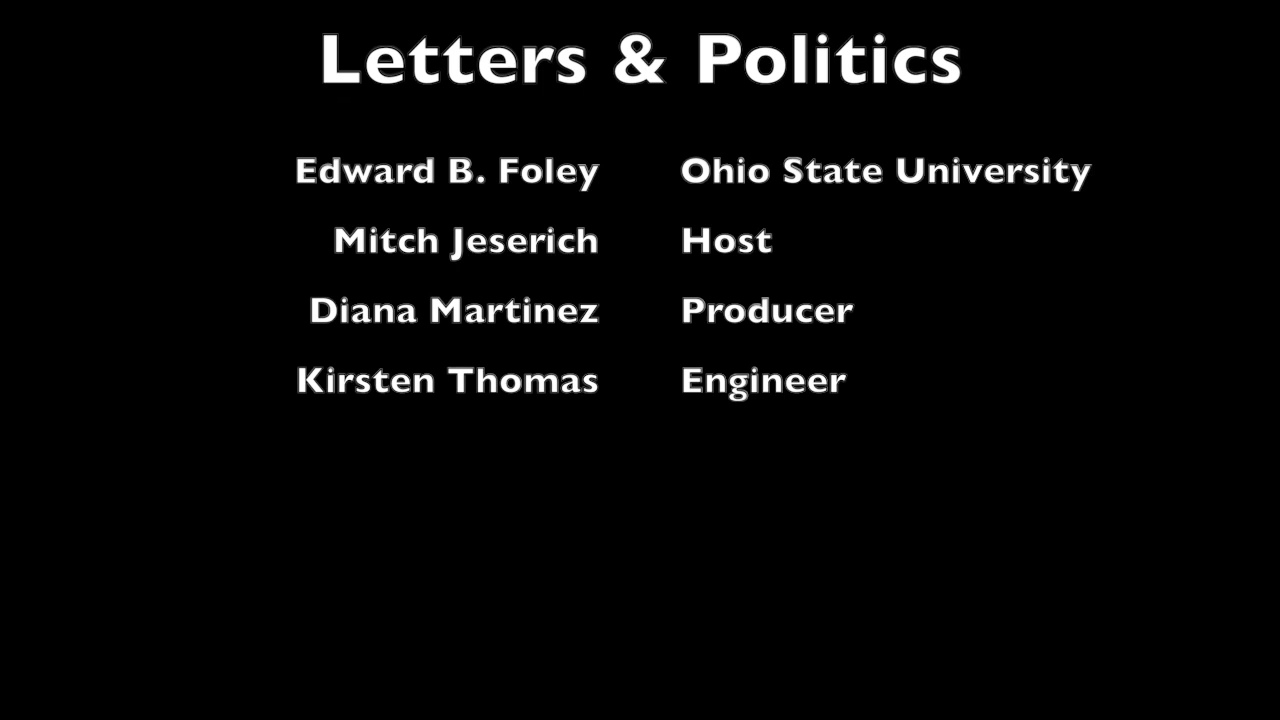 Letters & Politics
Edward B. Foley Ohio State University
Mitch Jeserich Host
Diana Martinez Producer
Kirsten Thomas Engineer